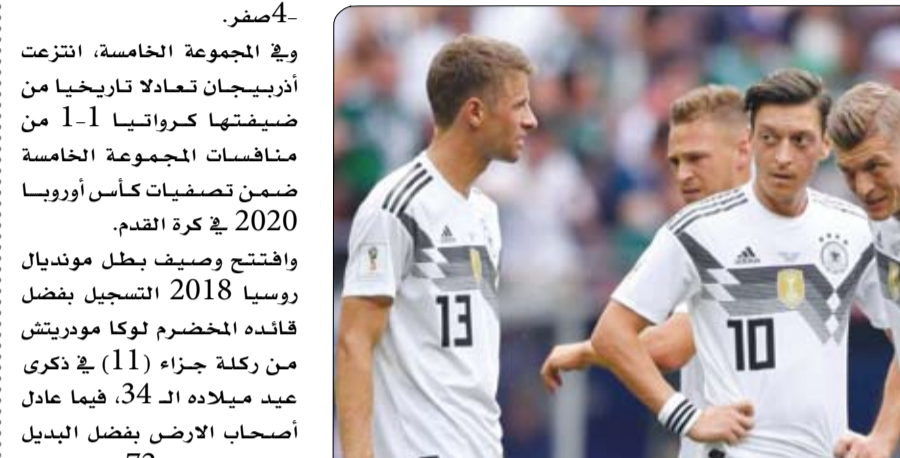 -4صفر.
وفي المجموعة الخامسة، انتزعت
أذربيجان تعادلا تاريخيا من
ضيفتها كرواتيا 1-1 من
منافسات المجموعة الخامسة
ضمن تصفيات كأس أوروبا
2020 في كرة القدم.
وافتتح وصيف بطل مونديال
روسيا 2018 التسجيل بفضل
قائده المخضرم لوكا مودريتش
من ركلة جزاء (11) في ذكرى
عيد ميلاده الـ 34، فيما عادل
أصحاب الارض بفضل البديل
13
10